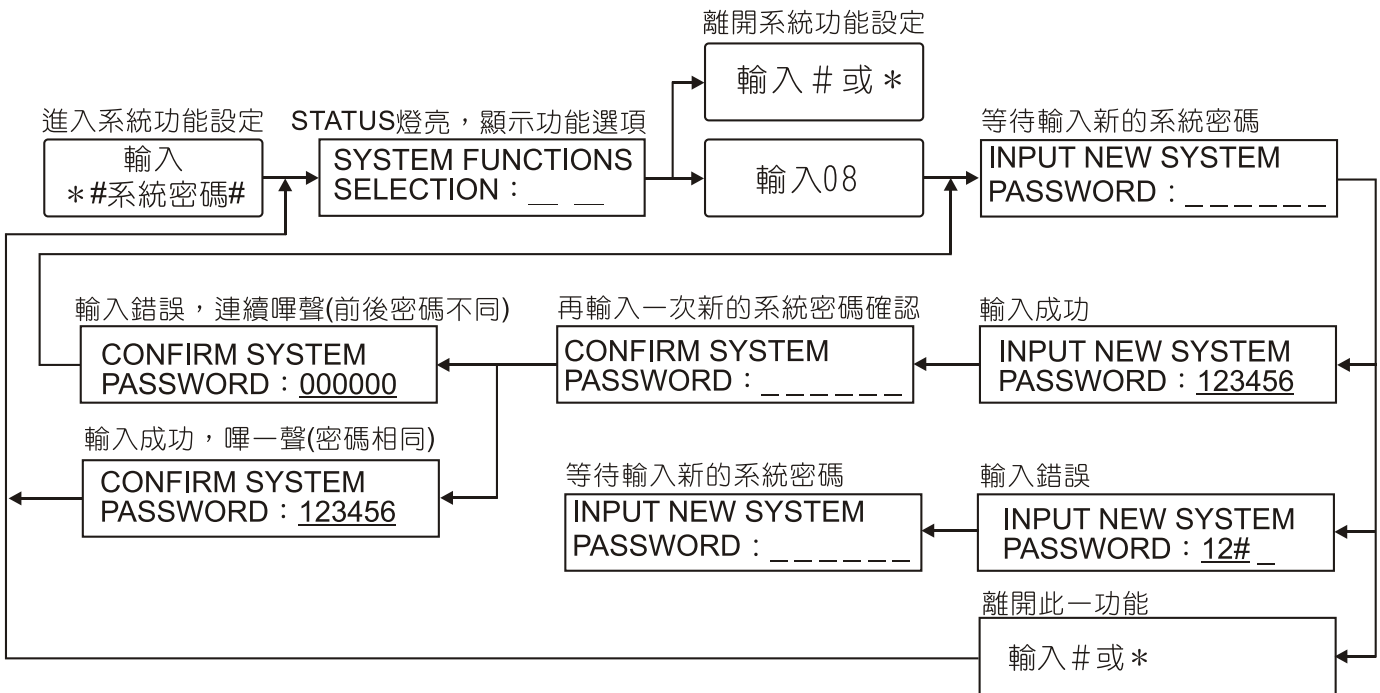 離開系統功能設定
輸入#或*
進入系統功能設定
輸入
*#系統密碼#
STATUS燈亮,顯示功能選項
SYSTEM FUNCTIONS
SELECTION:__ __
輸入08
等待輸入新的系統密碼
INPUT NEW SYSTEM
PASSWORD:_ _ _ _ _ _
輸入錯誤,連續嗶聲(前後密碼不同)
CONFIRM SYSTEM
PASSWORD:000000
再輸入一次新的系統密碼確認
CONFIRM SYSTEM
PASSWORD:_ _ _ _ _ _
輸入成功
INPUT NEW SYSTEM
PASSWORD:123456
輸入成功,嗶一聲(密碼相同)
CONFIRM SYSTEM
PASSWORD:123456
等待輸入新的系統密碼
INPUT NEW SYSTEM
PASSWORD:_ _ _ _ _ _
輸入錯誤
INPUT NEW SYSTEM
PASSWORD:12#_
離開此一功能
輸入#或*